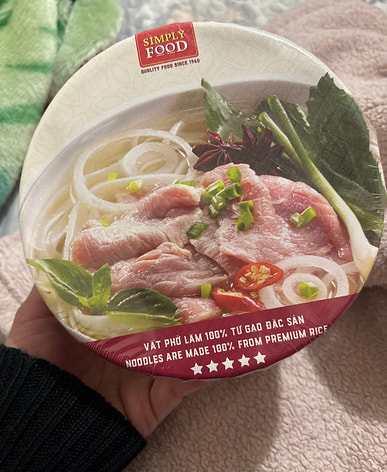 SIMPLY
FOOD
QUALITY FOOD SINCE 1960
VẮT PHỞ LÀM 100% TỪ GẠO ĐẶC SẢN
NOODLES ARE MADE 100% FROM PREMIUM RICE